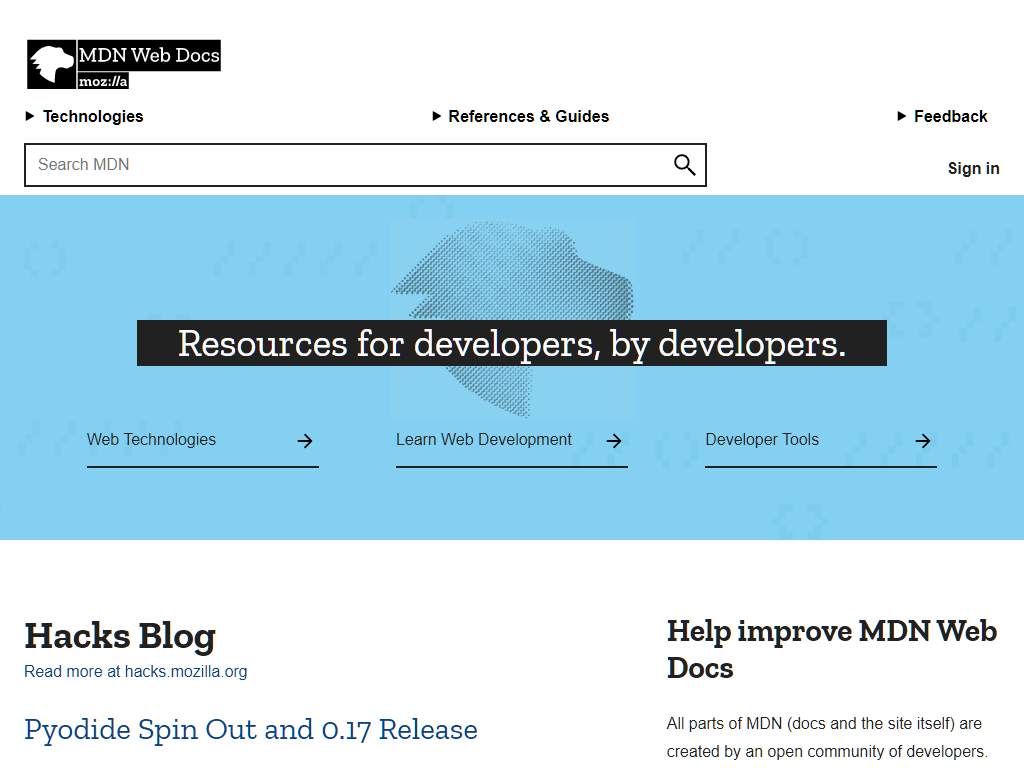 MDN Web Docs
moz://a
Technologies
References & Guides
Feedback
Search MDN
Sign in
Resources for developers, by developers.
Web Technologies
Learn Web Development
Developer Tools
Hacks Blog
Read more at hacks.mozilla.org
Pyodide Spin Out and 0.17 Release
Help improve MDN Web
Docs
All parts of MDN (docs and the site itself) are
created by an open community of developers.